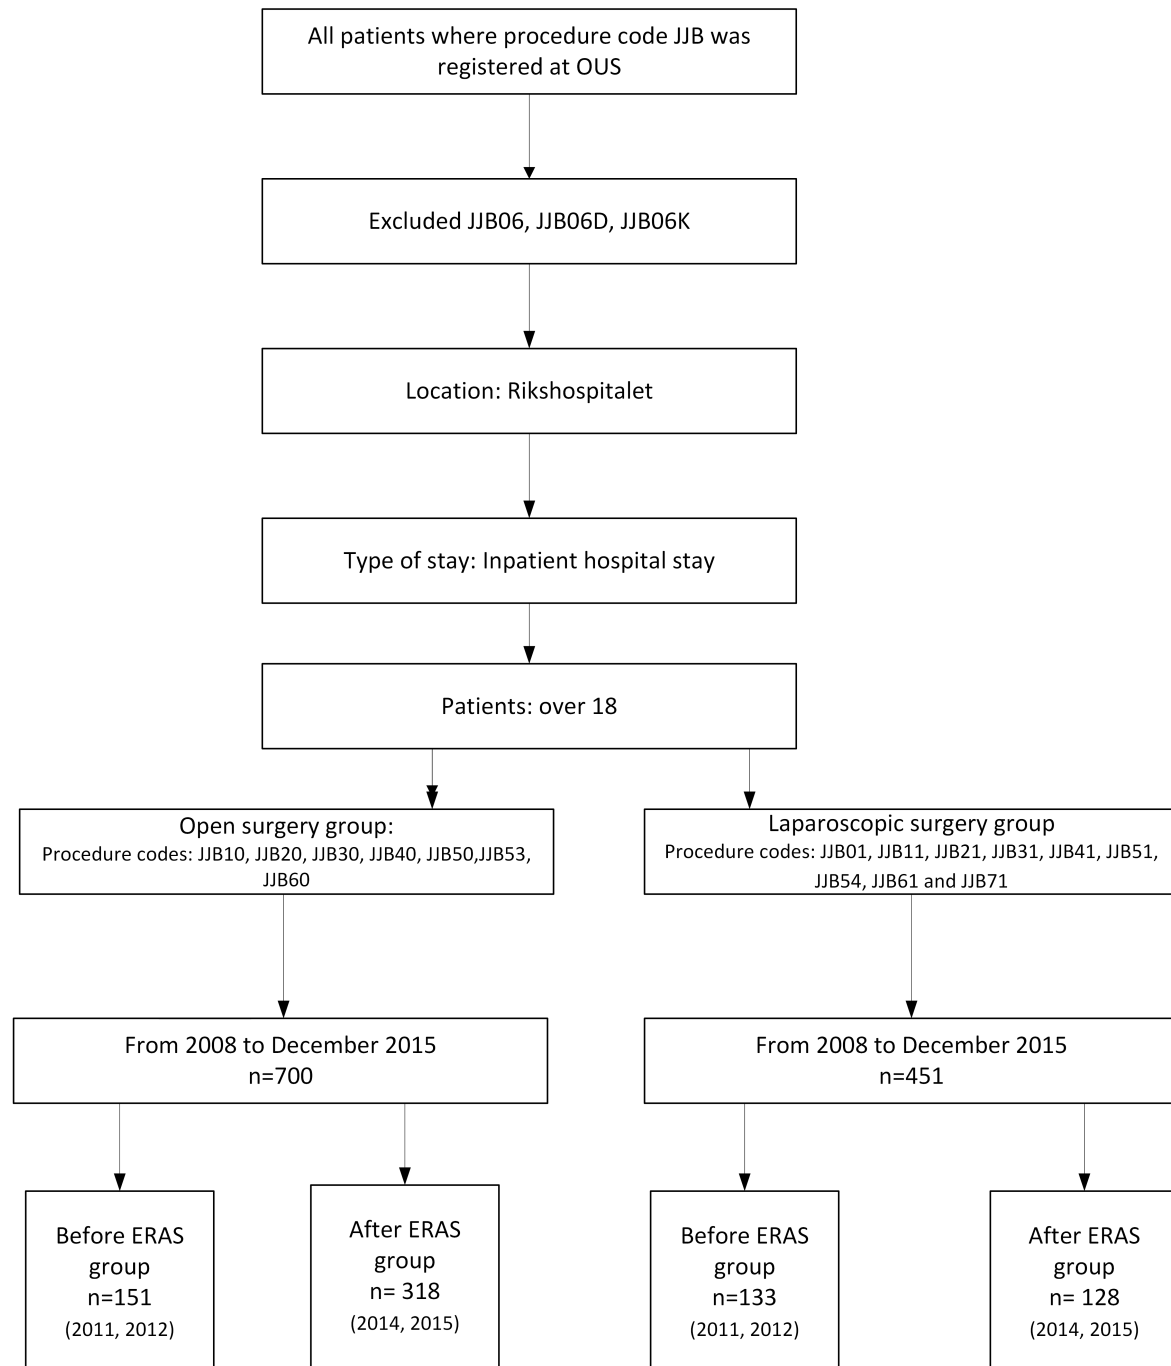 All patients where procedure code JJB was
registered at OUS
Excluded JJB06, JJB06D, JJB06K
Location: Rikshospitalet
Type of stay: Inpatient hospital stay
Patients: over 18
Open surgery group:
Procedure codes: JJB10, JJB20, JJB30, JJB40, JJB50,JJB53,
JJB60
Laparoscopic surgery group
Procedure codes: JJB01, JJB11, JJB21, JJB31, JJB41, JJB51,
JJB54, JJB61 and JJB71
From 2008 to December 2015
n=700
From 2008 to December 2015
n=451
Before ERAS
group
n=151
(2011, 2012)
After ERAS
group
n= 318
(2014, 2015)
Before ERAS
group
n=133
(2011, 2012)
After ERAS
group
n= 128
(2014, 2015)